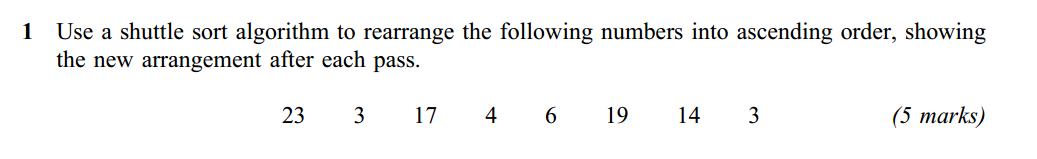 1 Use a shuttle sort algorithm to rearrange the following numbers into ascending order, showing
the new arrangement after each pass.
23 3 17 4 6 19 14 3 (5 marks)